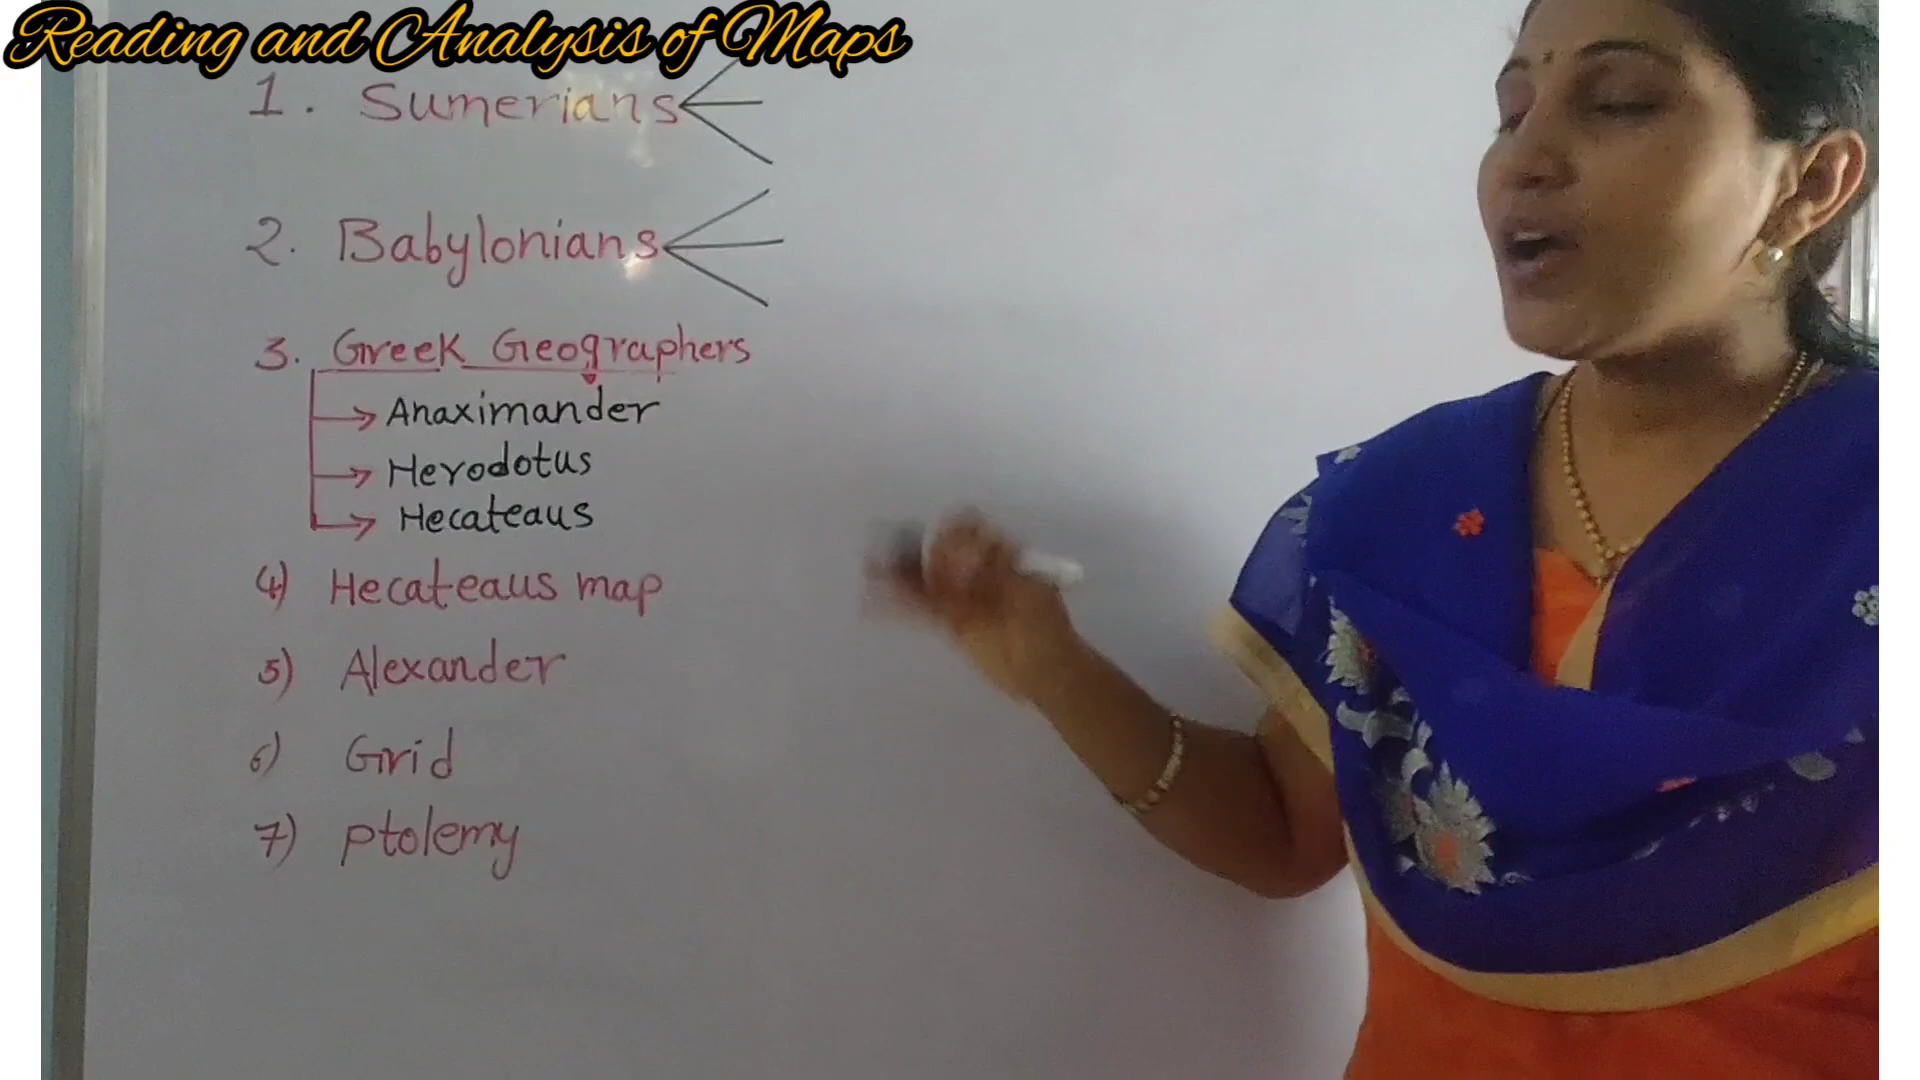 Reading and Analysis of Maps
1. Sumerians
2. Babylonians
3. Greek Geographers
Anaximander
Herodotus
Hecateaus
4) Hecateaus map
5) Alexander
6) Grid
7) Ptolemy